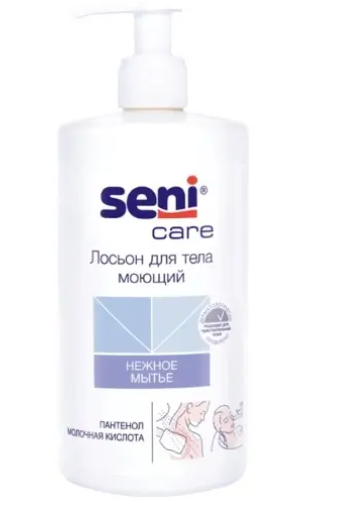 seni®
care
Лосьон для тела
моющий
НЕЖНОЕ
МЫТЬЕ
ПАНТЕНОЛ
МОЛОЧНАЯ КИСЛОТА